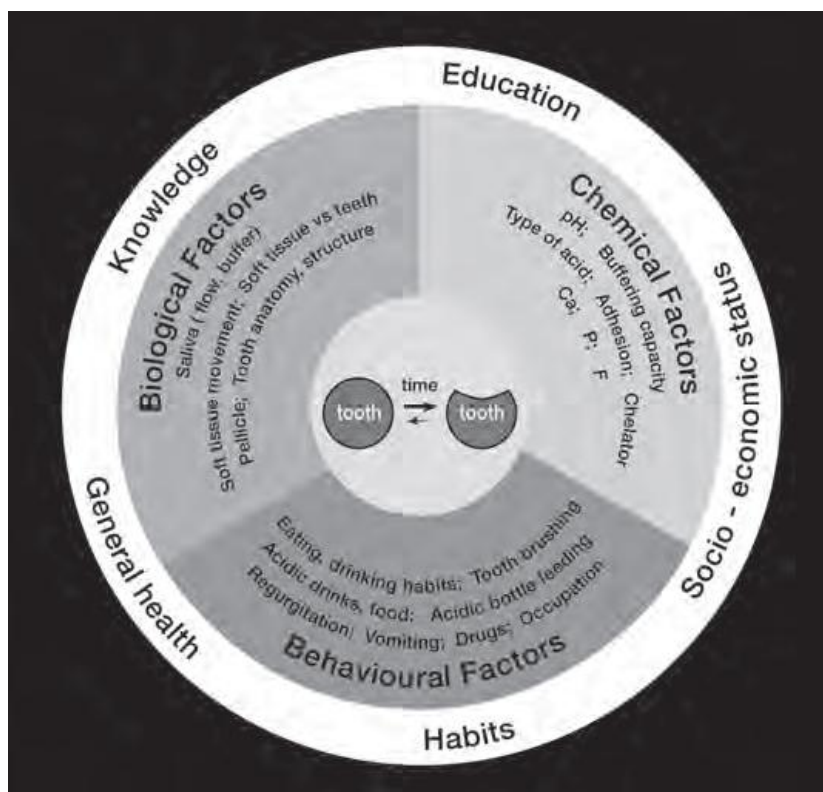 Education
Knowledge
Socio - economic status
General health
Habits
Biological Factors
Saliva ( flow, buffer)
Soft tissue movement; Soft tissue vs teeth
Pellicle; Tooth anatomy, structure
Chemical Factors
pH; Buffering capacity
Type of acid; Adhesion; Chelator
Ca; P; F
time
tooth
tooth
Eating, drinking habits; Tooth brushing
Acidic drinks, food; Acidic bottle feeding
Regurgitation; Vomiting; Drugs; Occupation
Behavioural Factors